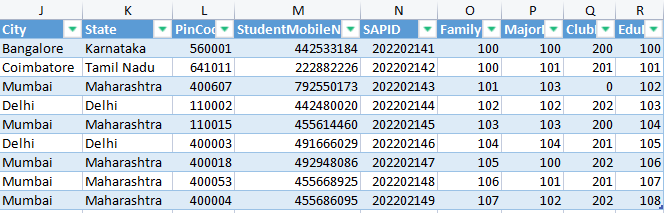 J K L M N O P Q R
City State PinCo StudentMobileN SAPID Family Major Club Edu
Bangalore Karnataka 560001 442533184 202202141 100 100 200 100
Coimbatore Tamil Nadu 641011 222882226 202202142 100 101 201 101
Mumbai Maharashtra 400607 792550173 202202143 101 103 0 102
Delhi Delhi 110002 442480020 202202144 102 102 202 103
Mumbai Maharashtra 110015 455614460 202202145 103 103 200 104
Delhi Delhi 400003 491666029 202202146 104 104 201 105
Mumbai Maharashtra 400018 492948086 202202147 105 100 202 106
Mumbai Maharashtra 400053 455668925 202202148 106 101 201 107
Mumbai Maharashtra 400004 455686095 202202149 107 102 202 108